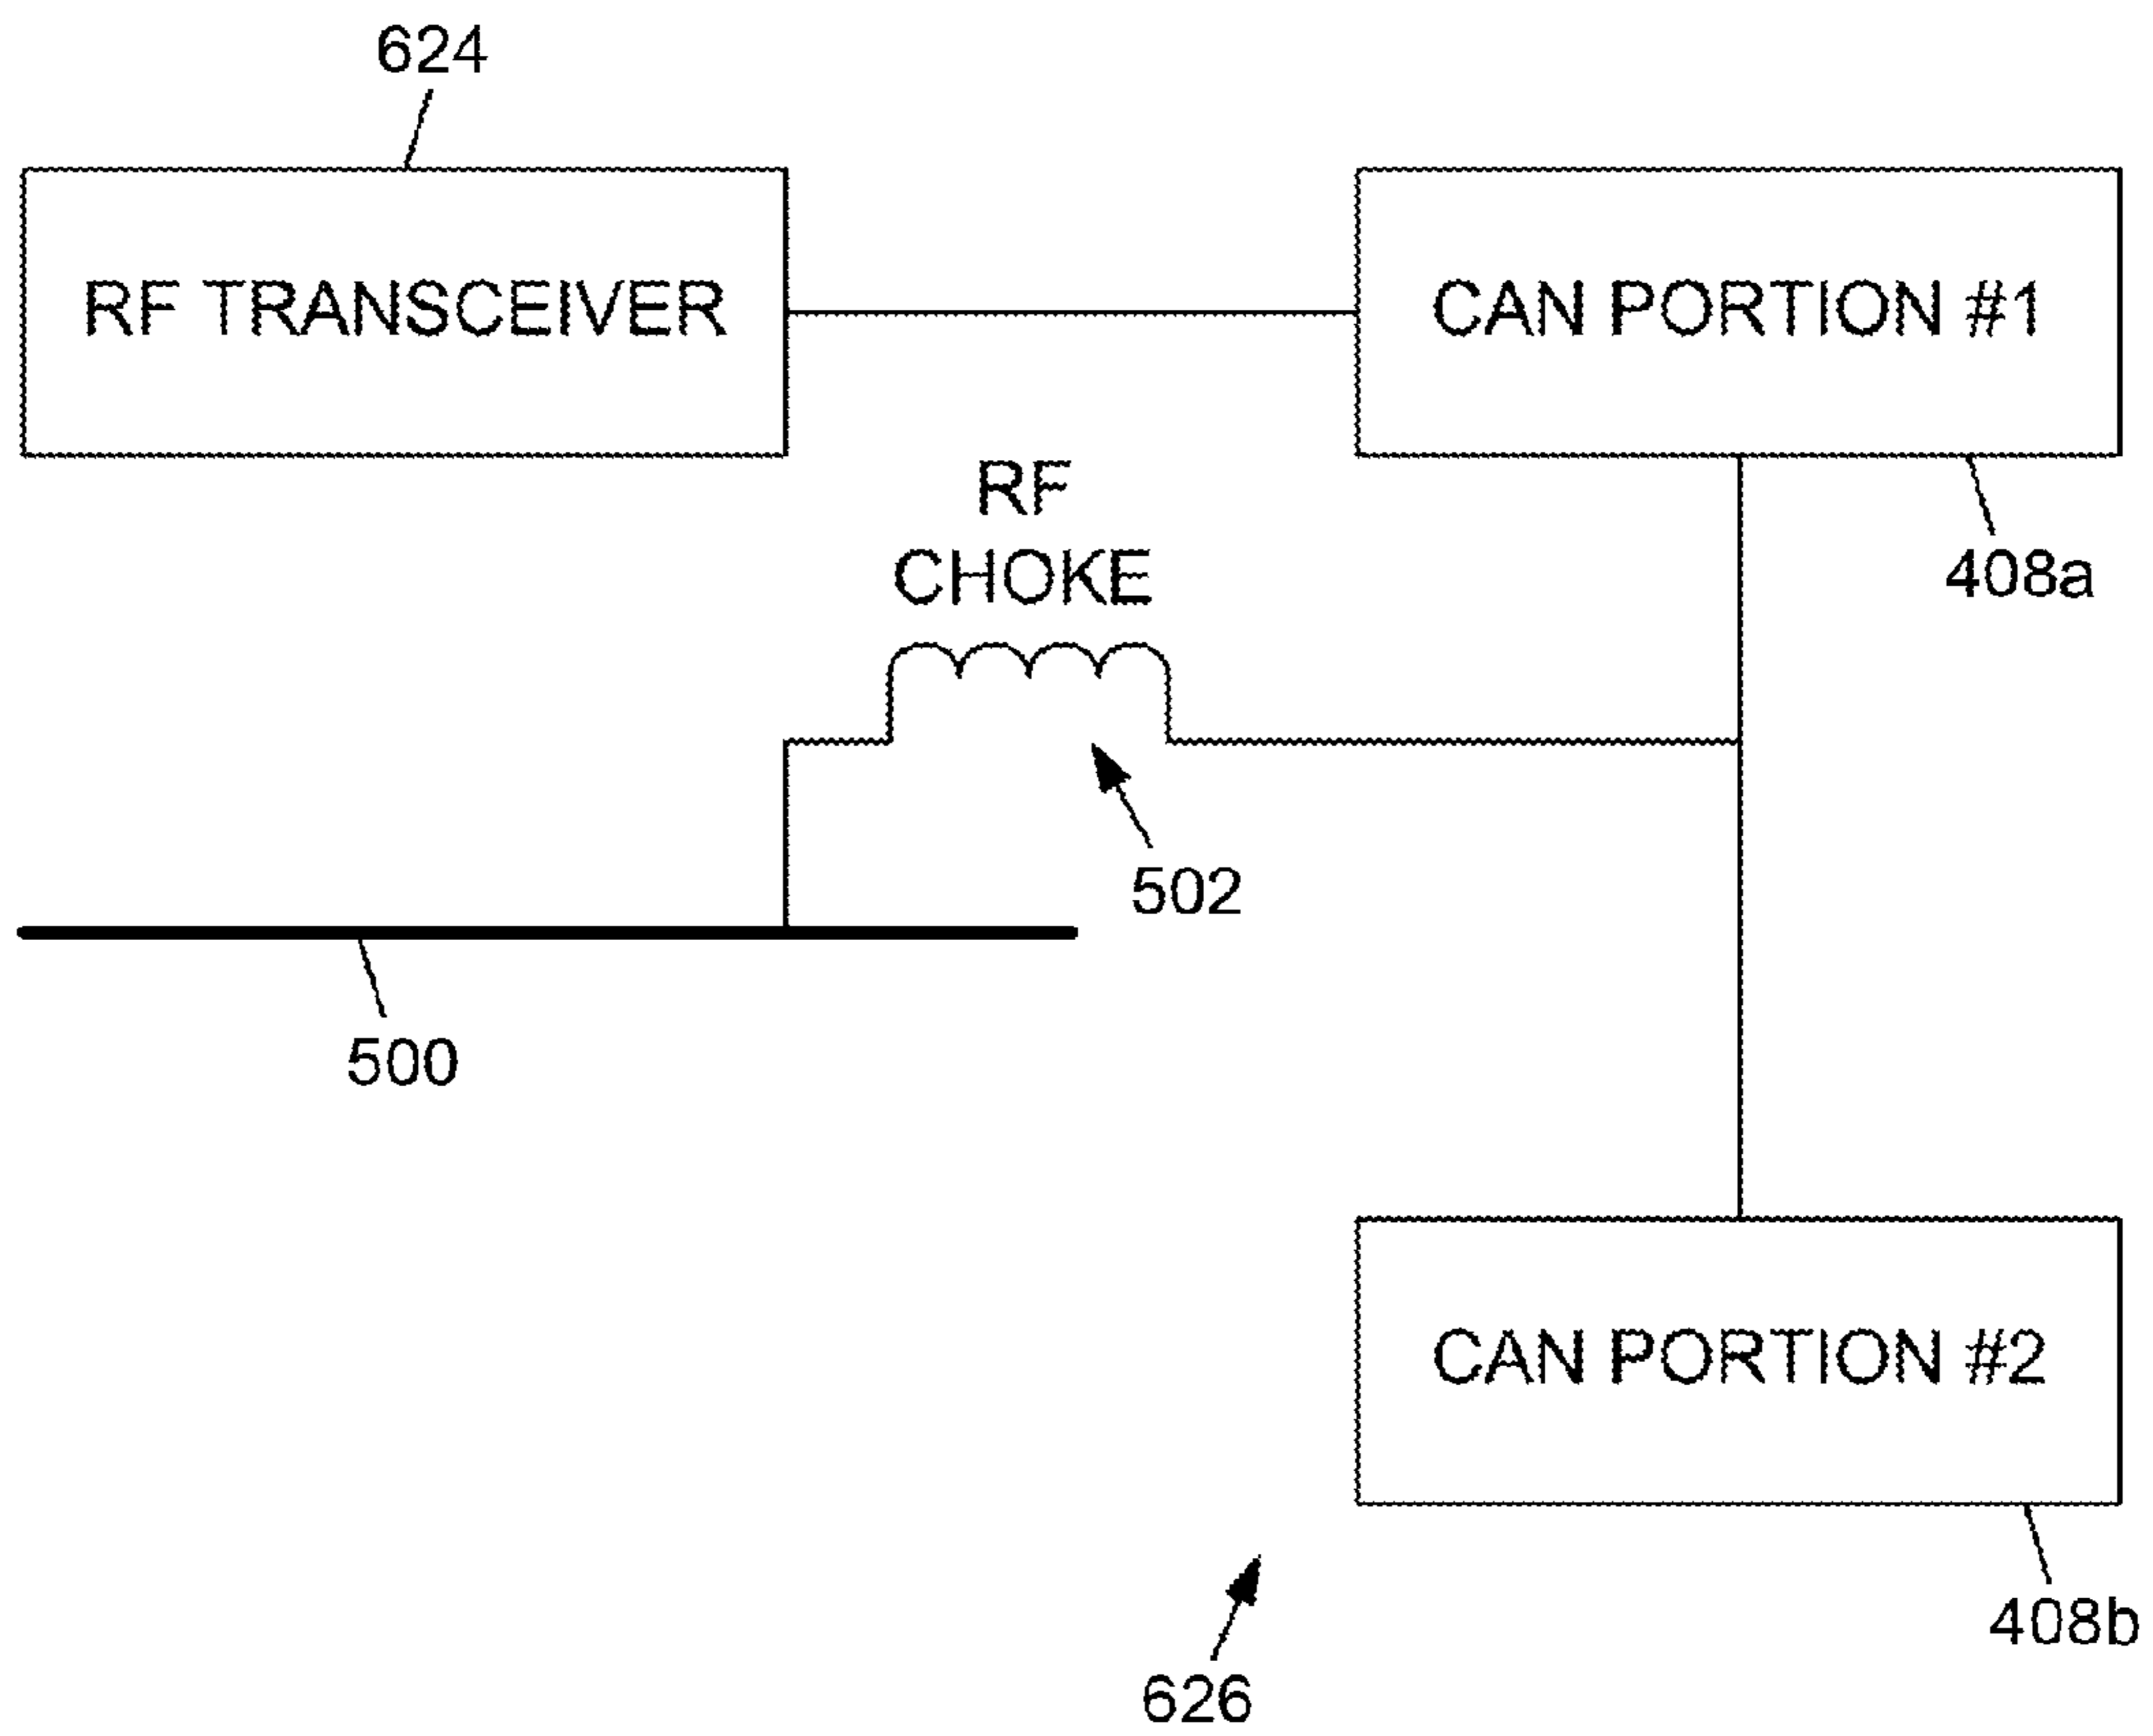 624
RF TRANSCEIVER
CAN PORTION #1
RF
CHOKE
408a
502
500
CAN PORTION #2
408b
626